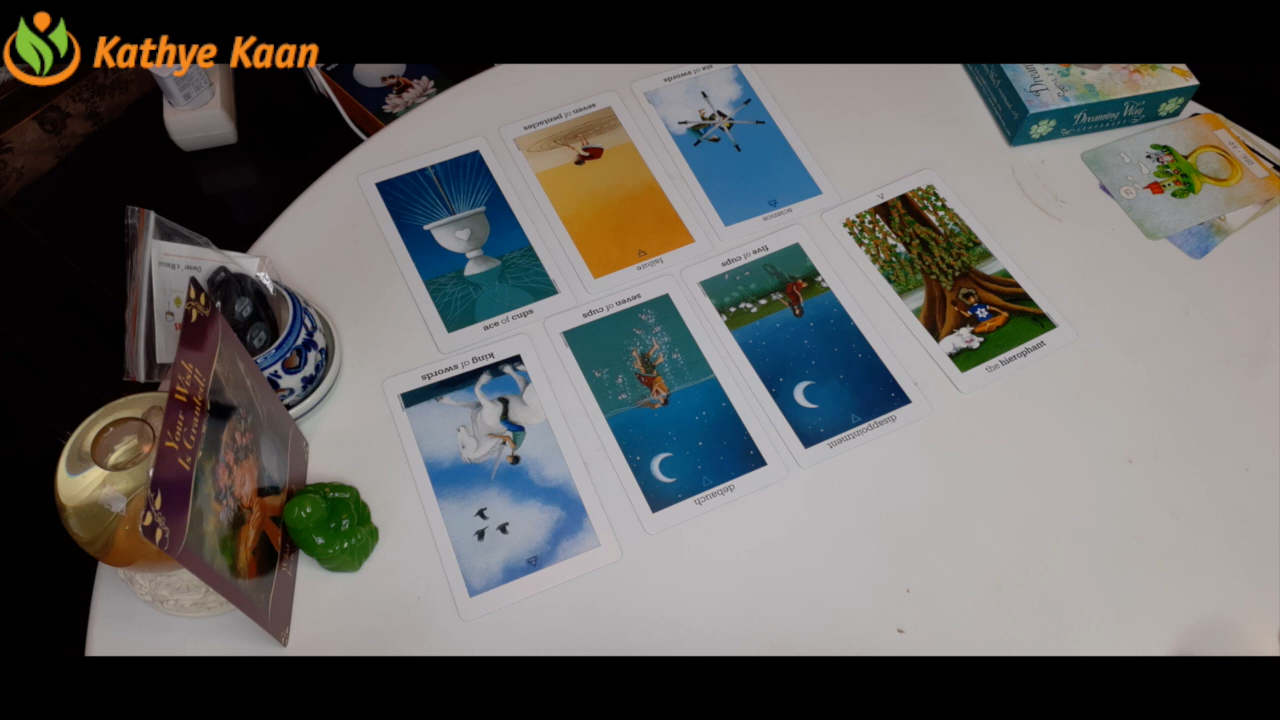 Kathye Kaan
six of swords
science
seven of pentacles
failure
ace of cups
V
the hierophant
five of cups
disappointment
seven of cups
debauch
king of swords
Dreaming Way
Your Wish
Is Granted!